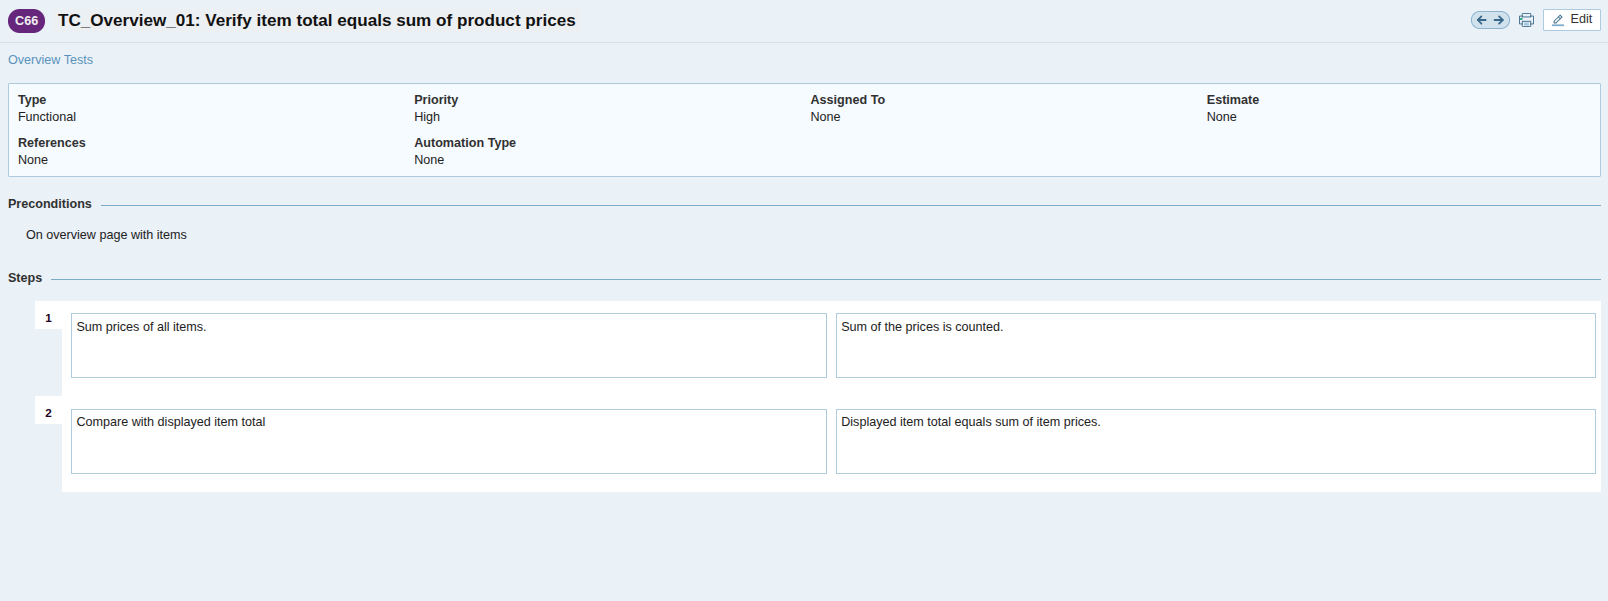 C66 TC_Overview_01: Verify item total equals sum of product prices Edit
Overview Tests
Type Priority Assigned To Estimate
Functional High None None
References Automation Type
None None
Preconditions
On overview page with items
Steps
1 Sum prices of all items. Sum of the prices is counted.
2 Compare with displayed item total Displayed item total equals sum of item prices.